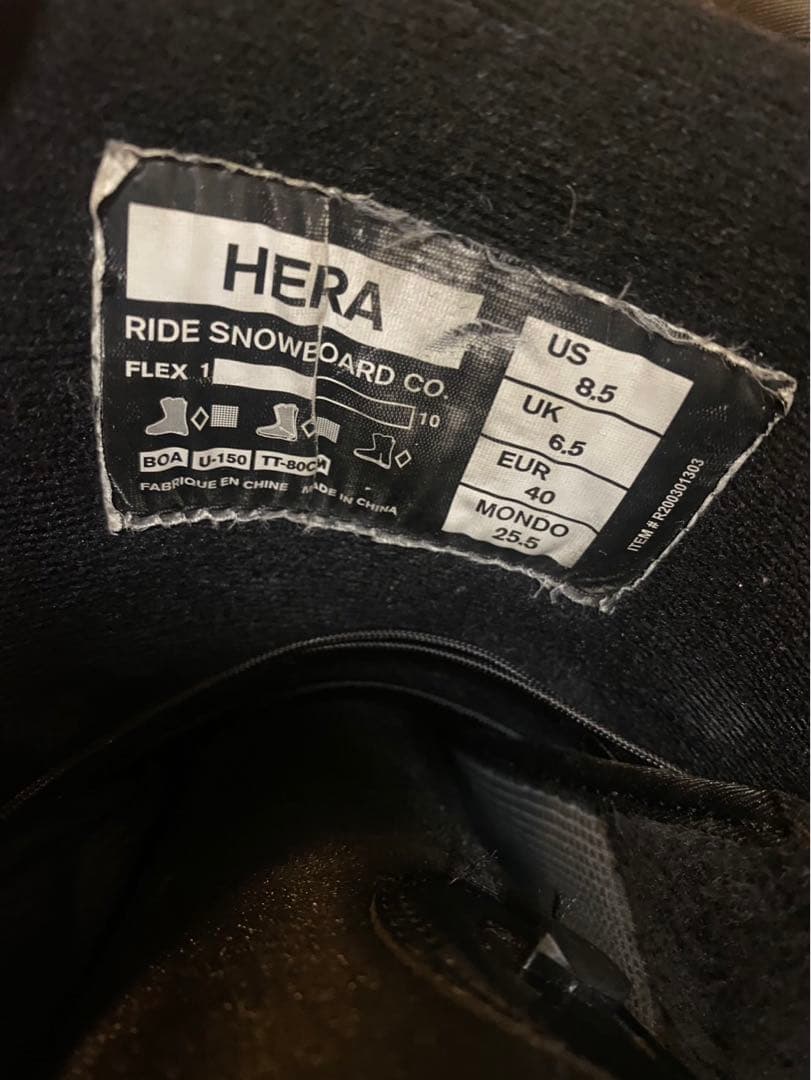 HERA
RIDE SNOWBOARD CO.
FLEX 1 10
BOA U-150 TT-80CW
FABRIQUE EN CHINE MADE IN CHINA
US
8.5
UK
6.5
EUR
40
MONDO
25.5
ITEM # R200301303